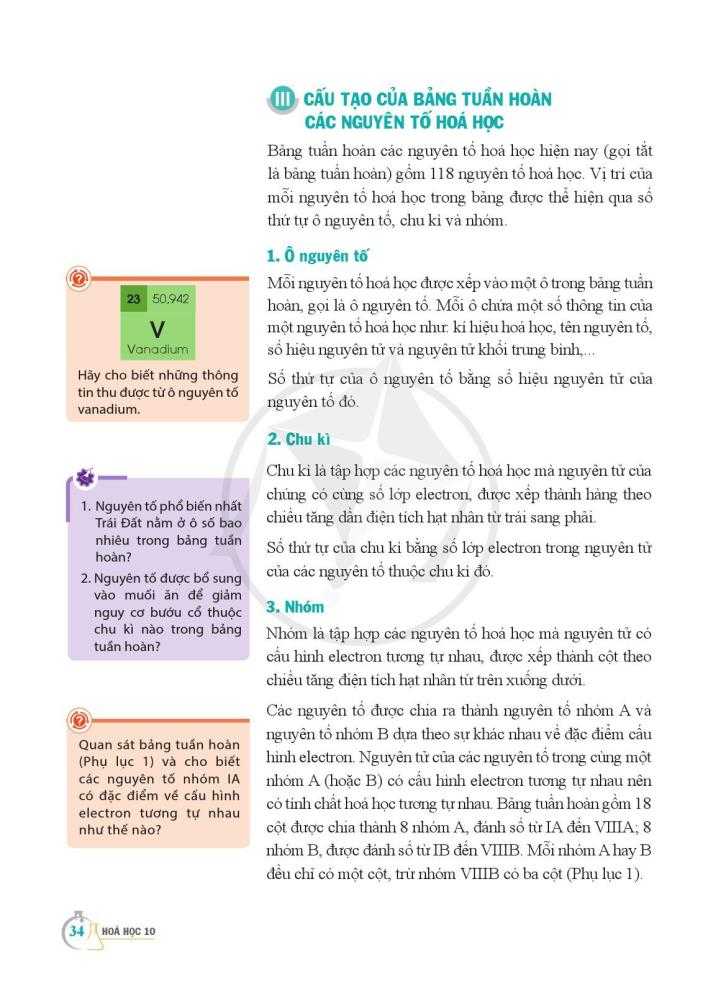 III CẤU TẠO CỦA BẢNG TUẦN HOÀN
CÁC NGUYÊN TỐ HOÁ HỌC
Bảng tuần hoàn các nguyên tố hoá học hiện nay (gọi tắt
là bảng tuần hoàn) gồm 118 nguyên tố hoá học. Vị trí của
mỗi nguyên tố hoá học trong bảng được thể hiện qua số
thứ tự ô nguyên tố, chu kì và nhóm.
1. Ô nguyên tố
Mỗi nguyên tố hoá học được xếp vào một ô trong bảng tuần
hoàn, gọi là ô nguyên tố. Mỗi ô chứa một số thông tin của
một nguyên tố hoá học như: kí hiệu hoá học, tên nguyên tố,
số hiệu nguyên tử và nguyên tử khối trung bình,...
Số thứ tự của ô nguyên tố bằng số hiệu nguyên tử của
nguyên tố đó.
23 50,942
V
Vanadium
Hãy cho biết những thông
tin thu được từ ô nguyên tố
vanadium.
2. Chu kì
Chu kì là tập hợp các nguyên tố hoá học mà nguyên tử của
chúng có cùng số lớp electron, được xếp thành hàng theo
chiều tăng dần điện tích hạt nhân từ trái sang phải.
Số thứ tự của chu kì bằng số lớp electron trong nguyên tử
của các nguyên tố thuộc chu kì đó.
1. Nguyên tố phổ biến nhất
Trái Đất nằm ở ô số bao
nhiêu trong bảng tuần
hoàn?
2. Nguyên tố được bổ sung
vào muối ăn để giảm
nguy cơ bướu cổ thuộc
chu kì nào trong bảng
tuần hoàn?
3. Nhóm
Nhóm là tập hợp các nguyên tố hoá học mà nguyên tử có
cấu hình electron tương tự nhau, được xếp thành cột theo
chiều tăng điện tích hạt nhân từ trên xuống dưới.
Các nguyên tố được chia ra thành nguyên tố nhóm A và
nguyên tố nhóm B dựa theo sự khác nhau về đặc điểm cấu
hình electron. Nguyên tử của các nguyên tố trong cùng một
nhóm A (hoặc B) có cấu hình electron tương tự nhau nên
có tính chất hoá học tương tự nhau. Bảng tuần hoàn gồm 18
cột được chia thành 8 nhóm A, đánh số từ IA đến VIIIA; 8
nhóm B, được đánh số từ IB đến VIIIB. Mỗi nhóm A hay B
đều chỉ có một cột, trừ nhóm VIIIB có ba cột (Phụ lục 1).
Quan sát bảng tuần hoàn
(Phụ lục 1) và cho biết
các nguyên tố nhóm IA
có đặc điểm về cấu hình
electron tương tự nhau
như thế nào?
34 HOÁ HỌC 10